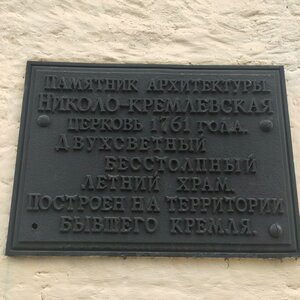 Памятник архитектуры
Николо-Кремлевская
церковь 1761 года.
Двухсветный
бесстолпный
летний храм.
Построен на территории
бывшего кремля.